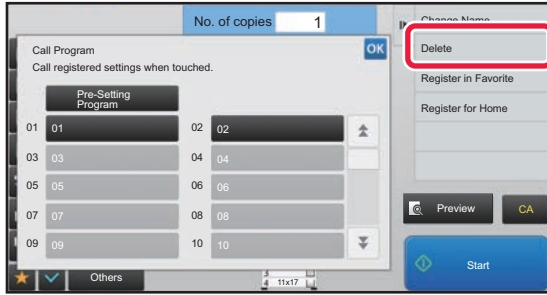 No. of copies 1
Change Name
Call Program
OK
Delete
Call registered settings when touched.
Register in Favorite
Pre-Setting
Program
Register for Home
01 01 02 02
03 03 04 04
05 05 06 06
07 07 08 08
Preview CA
09 09 10 10
Start
Others
4 11x17